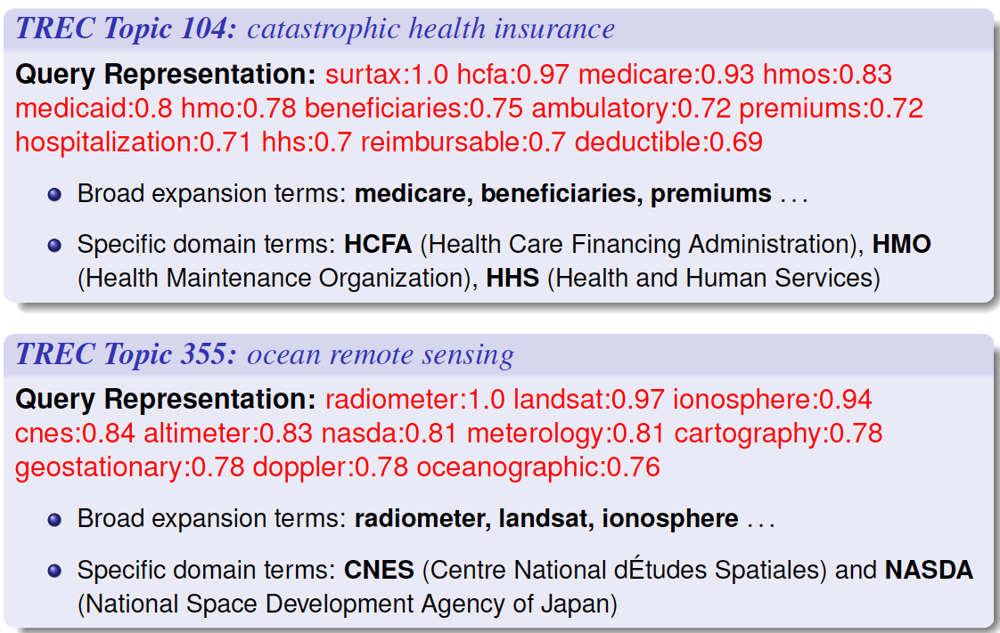 TREC Topic 104: catastrophic health insurance
Query Representation: surtax:1.0 hcfa:0.97 medicare:0.93 hmos:0.83
medicaid:0.8 hmo:0.78 beneficiaries:0.75 ambulatory:0.72 premiums:0.72
hospitalization:0.71 hhs:0.7 reimbursable:0.7 deductible:0.69
Broad expansion terms: medicare, beneficiaries, premiums ...
Specific domain terms: HCFA (Health Care Financing Administration), HMO
(Health Maintenance Organization), HHS (Health and Human Services)
TREC Topic 355: ocean remote sensing
Query Representation: radiometer:1.0 landsat:0.97 ionosphere:0.94
cnes:0.84 altimeter:0.83 nasda:0.81 meterology:0.81 cartography:0.78
geostationary:0.78 doppler:0.78 oceanographic:0.76
Broad expansion terms: radiometer, landsat, ionosphere ...
Specific domain terms: CNES (Centre National dÉtudes Spatiales) and NASDA
(National Space Development Agency of Japan)